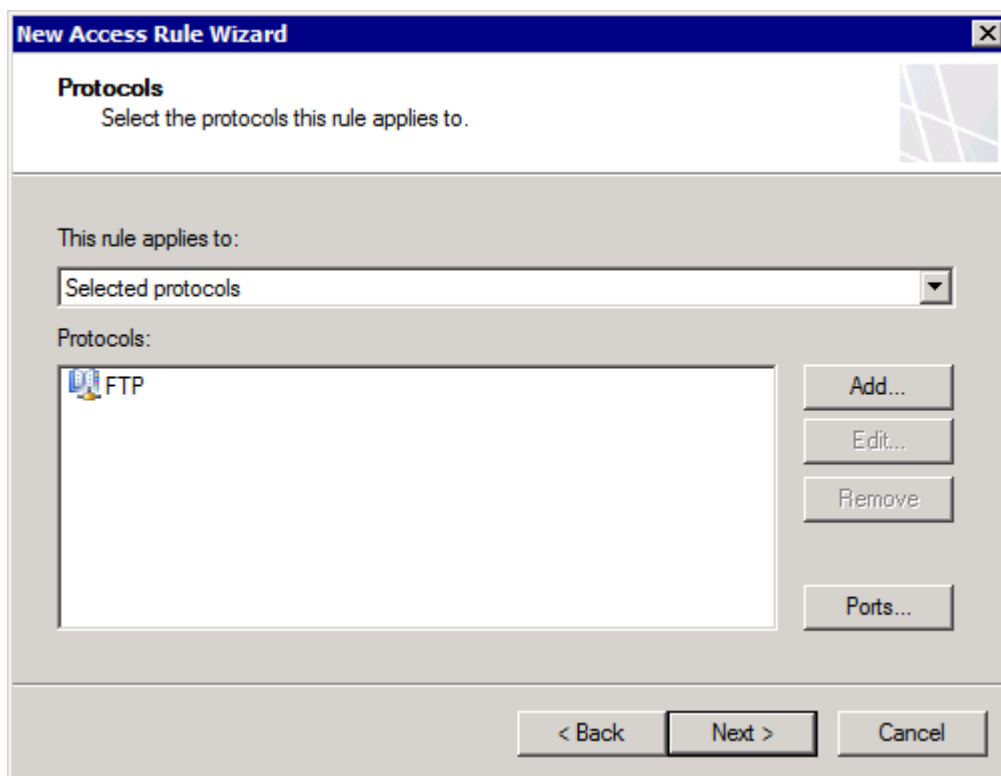 New Access Rule Wizard
Protocols
Select the protocols this rule applies to.
This rule applies to:
Selected protocols
Protocols:
FTP
Add...
Edit...
Remove
Ports...
< Back
Next >
Cancel